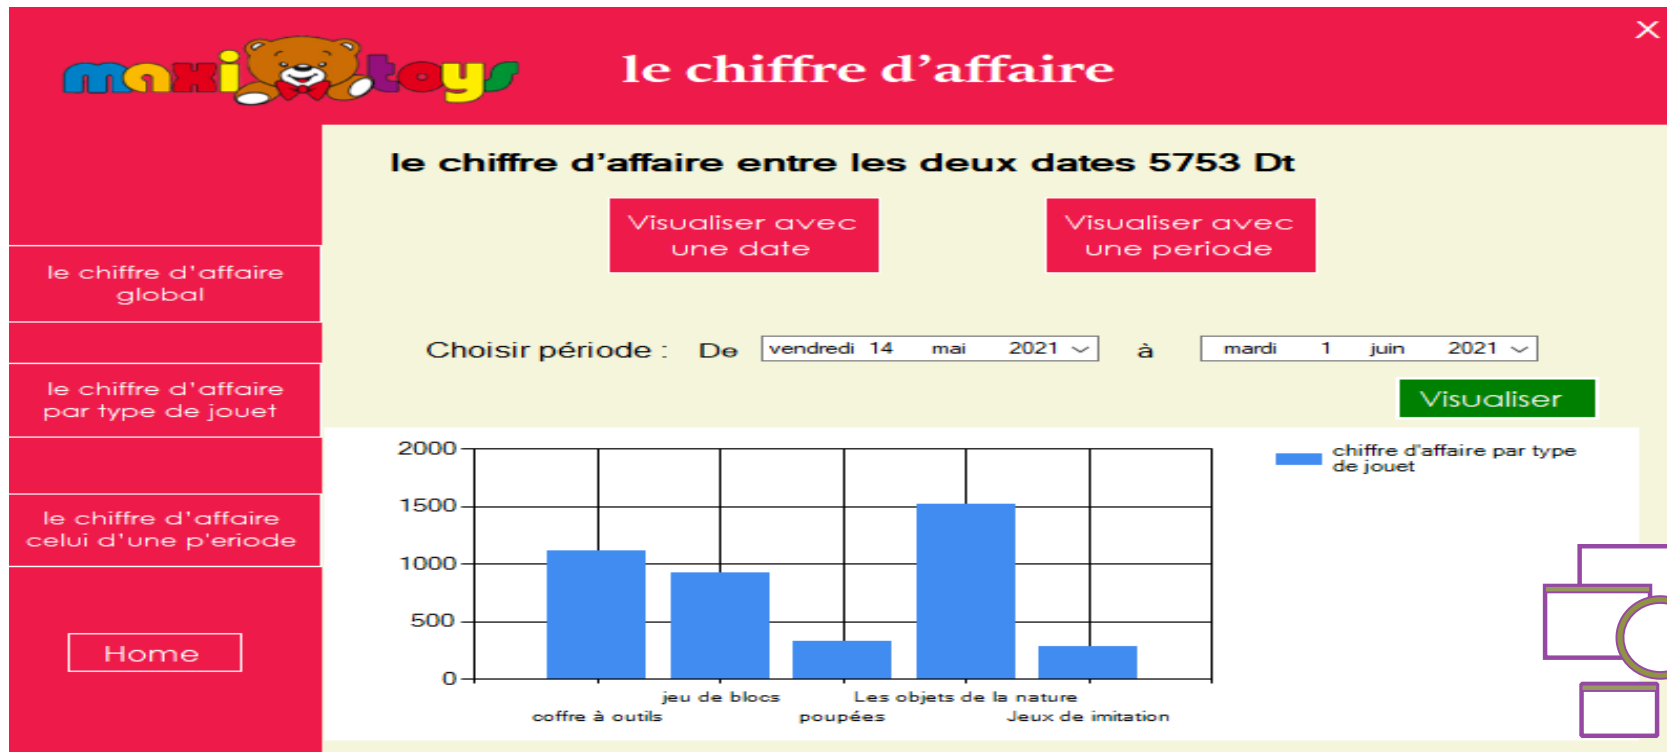 maxi toys
le chiffre d'affaire
X
le chiffre d'affaire entre les deux dates 5753 Dt
Visualiser avec
une date
Visualiser avec
une periode
le chiffre d'affaire
global
Choisir période : De vendredi 14 mai 2021 à mardi 1 juin 2021
le chiffre d'affaire
par type de jouet
Visualiser
le chiffre d'affaire
celui d'une p'eriode
Home
2000
1500
1000
500
0
chiffre d'affaire par type
de jouet
coffre à outils
jeu de blocs
poupées
Les objets de la nature
Jeux de imitation